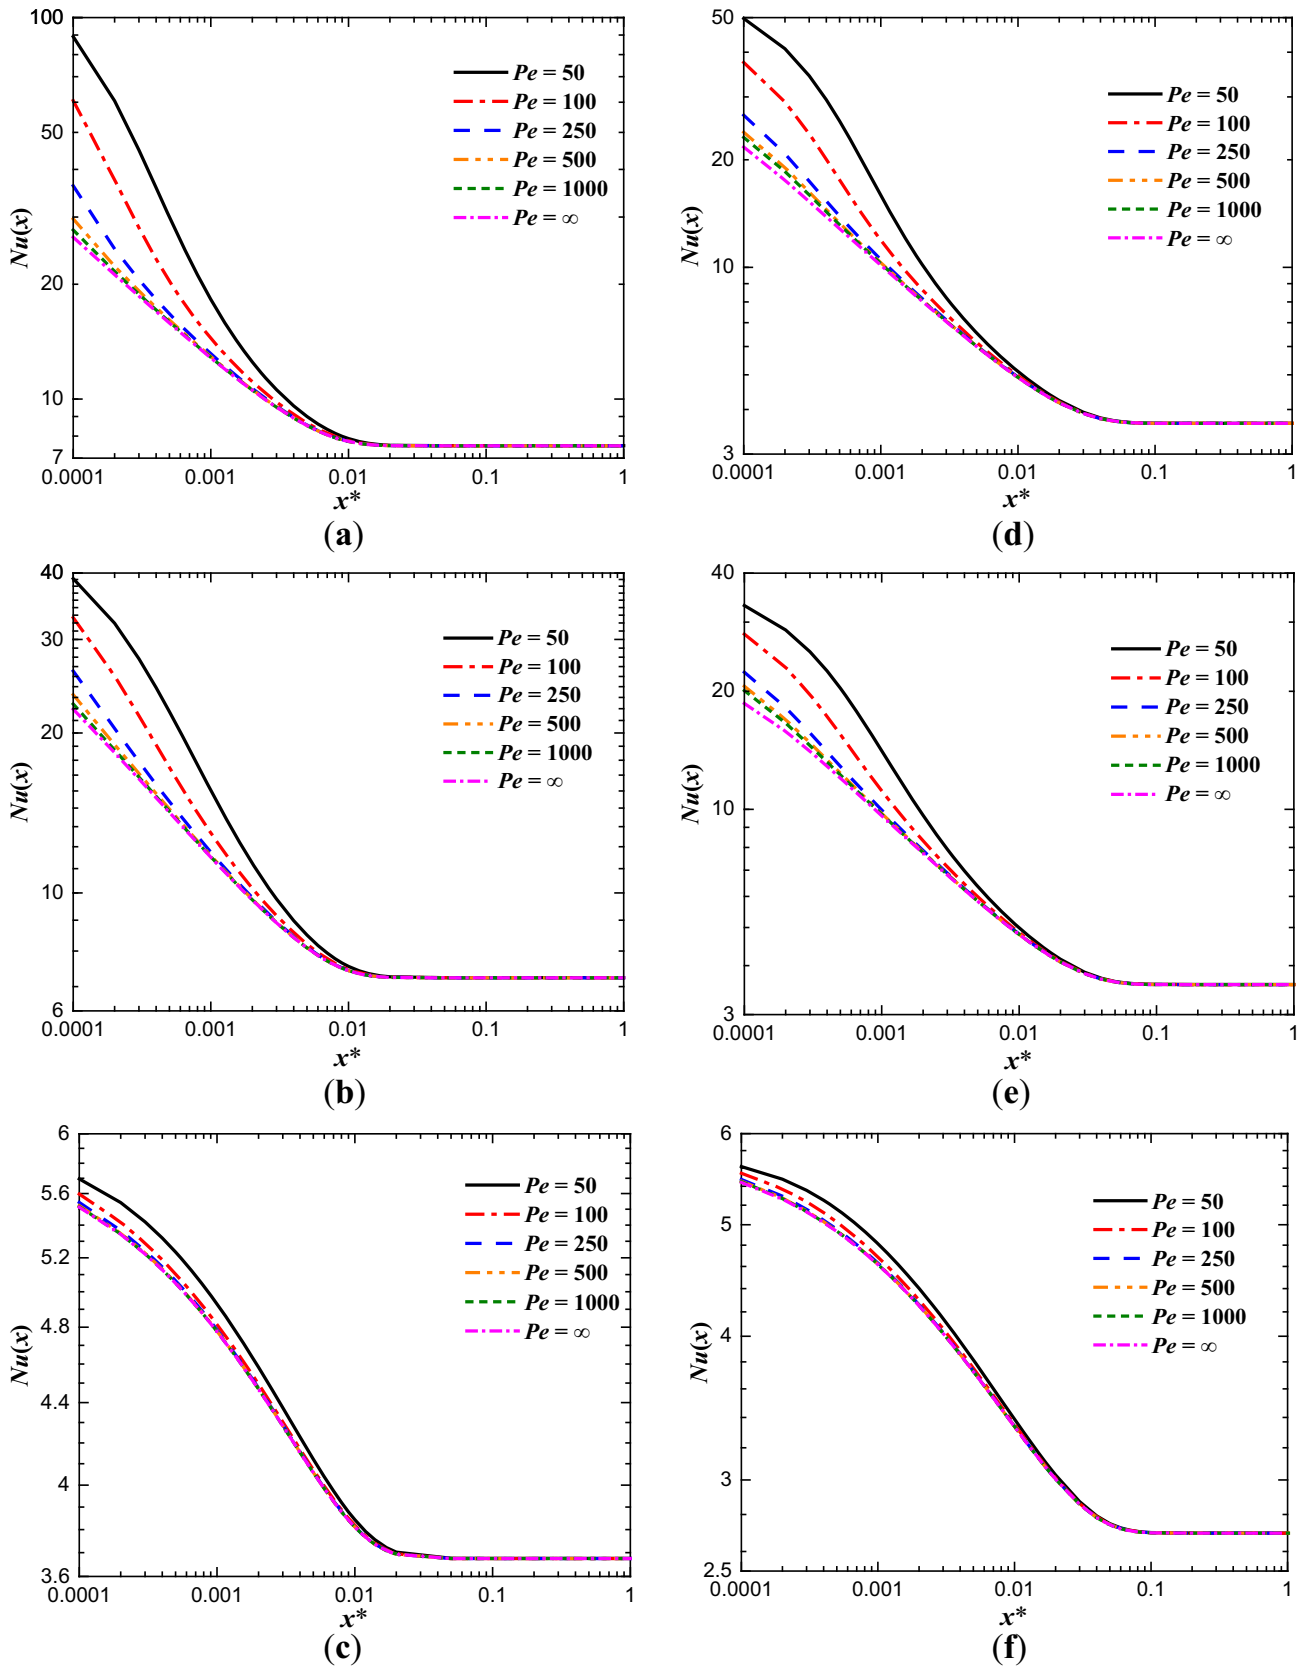 100
50
20
10
7
Nu(x)
Pe = 50
Pe = 100
Pe = 250
Pe = 500
Pe = 1000
Pe = ∞
0.0001
0.001
0.01
0.1
1
x*
(a)
50
20
10
3
Nu(x)
Pe = 50
Pe = 100
Pe = 250
Pe = 500
Pe = 1000
Pe = ∞
0.0001
0.001
0.01
0.1
1
x*
(d)
40
30
20
10
6
Nu(x)
Pe = 50
Pe = 100
Pe = 250
Pe = 500
Pe = 1000
Pe = ∞
0.0001
0.001
0.01
0.1
1
x*
(b)
40
20
10
3
Nu(x)
Pe = 50
Pe = 100
Pe = 250
Pe = 500
Pe = 1000
Pe = ∞
0.0001
0.001
0.01
0.1
1
x*
(e)
6
5.6
5.2
4.8
4.4
4
3.6
Nu(x)
Pe = 50
Pe = 100
Pe = 250
Pe = 500
Pe = 1000
Pe = ∞
0.0001
0.001
0.01
0.1
1
x*
(c)
6
5
4
3
2.5
Nu(x)
Pe = 50
Pe = 100
Pe = 250
Pe = 500
Pe = 1000
Pe = ∞
0.0001
0.001
0.01
0.1
1
x*
(f)